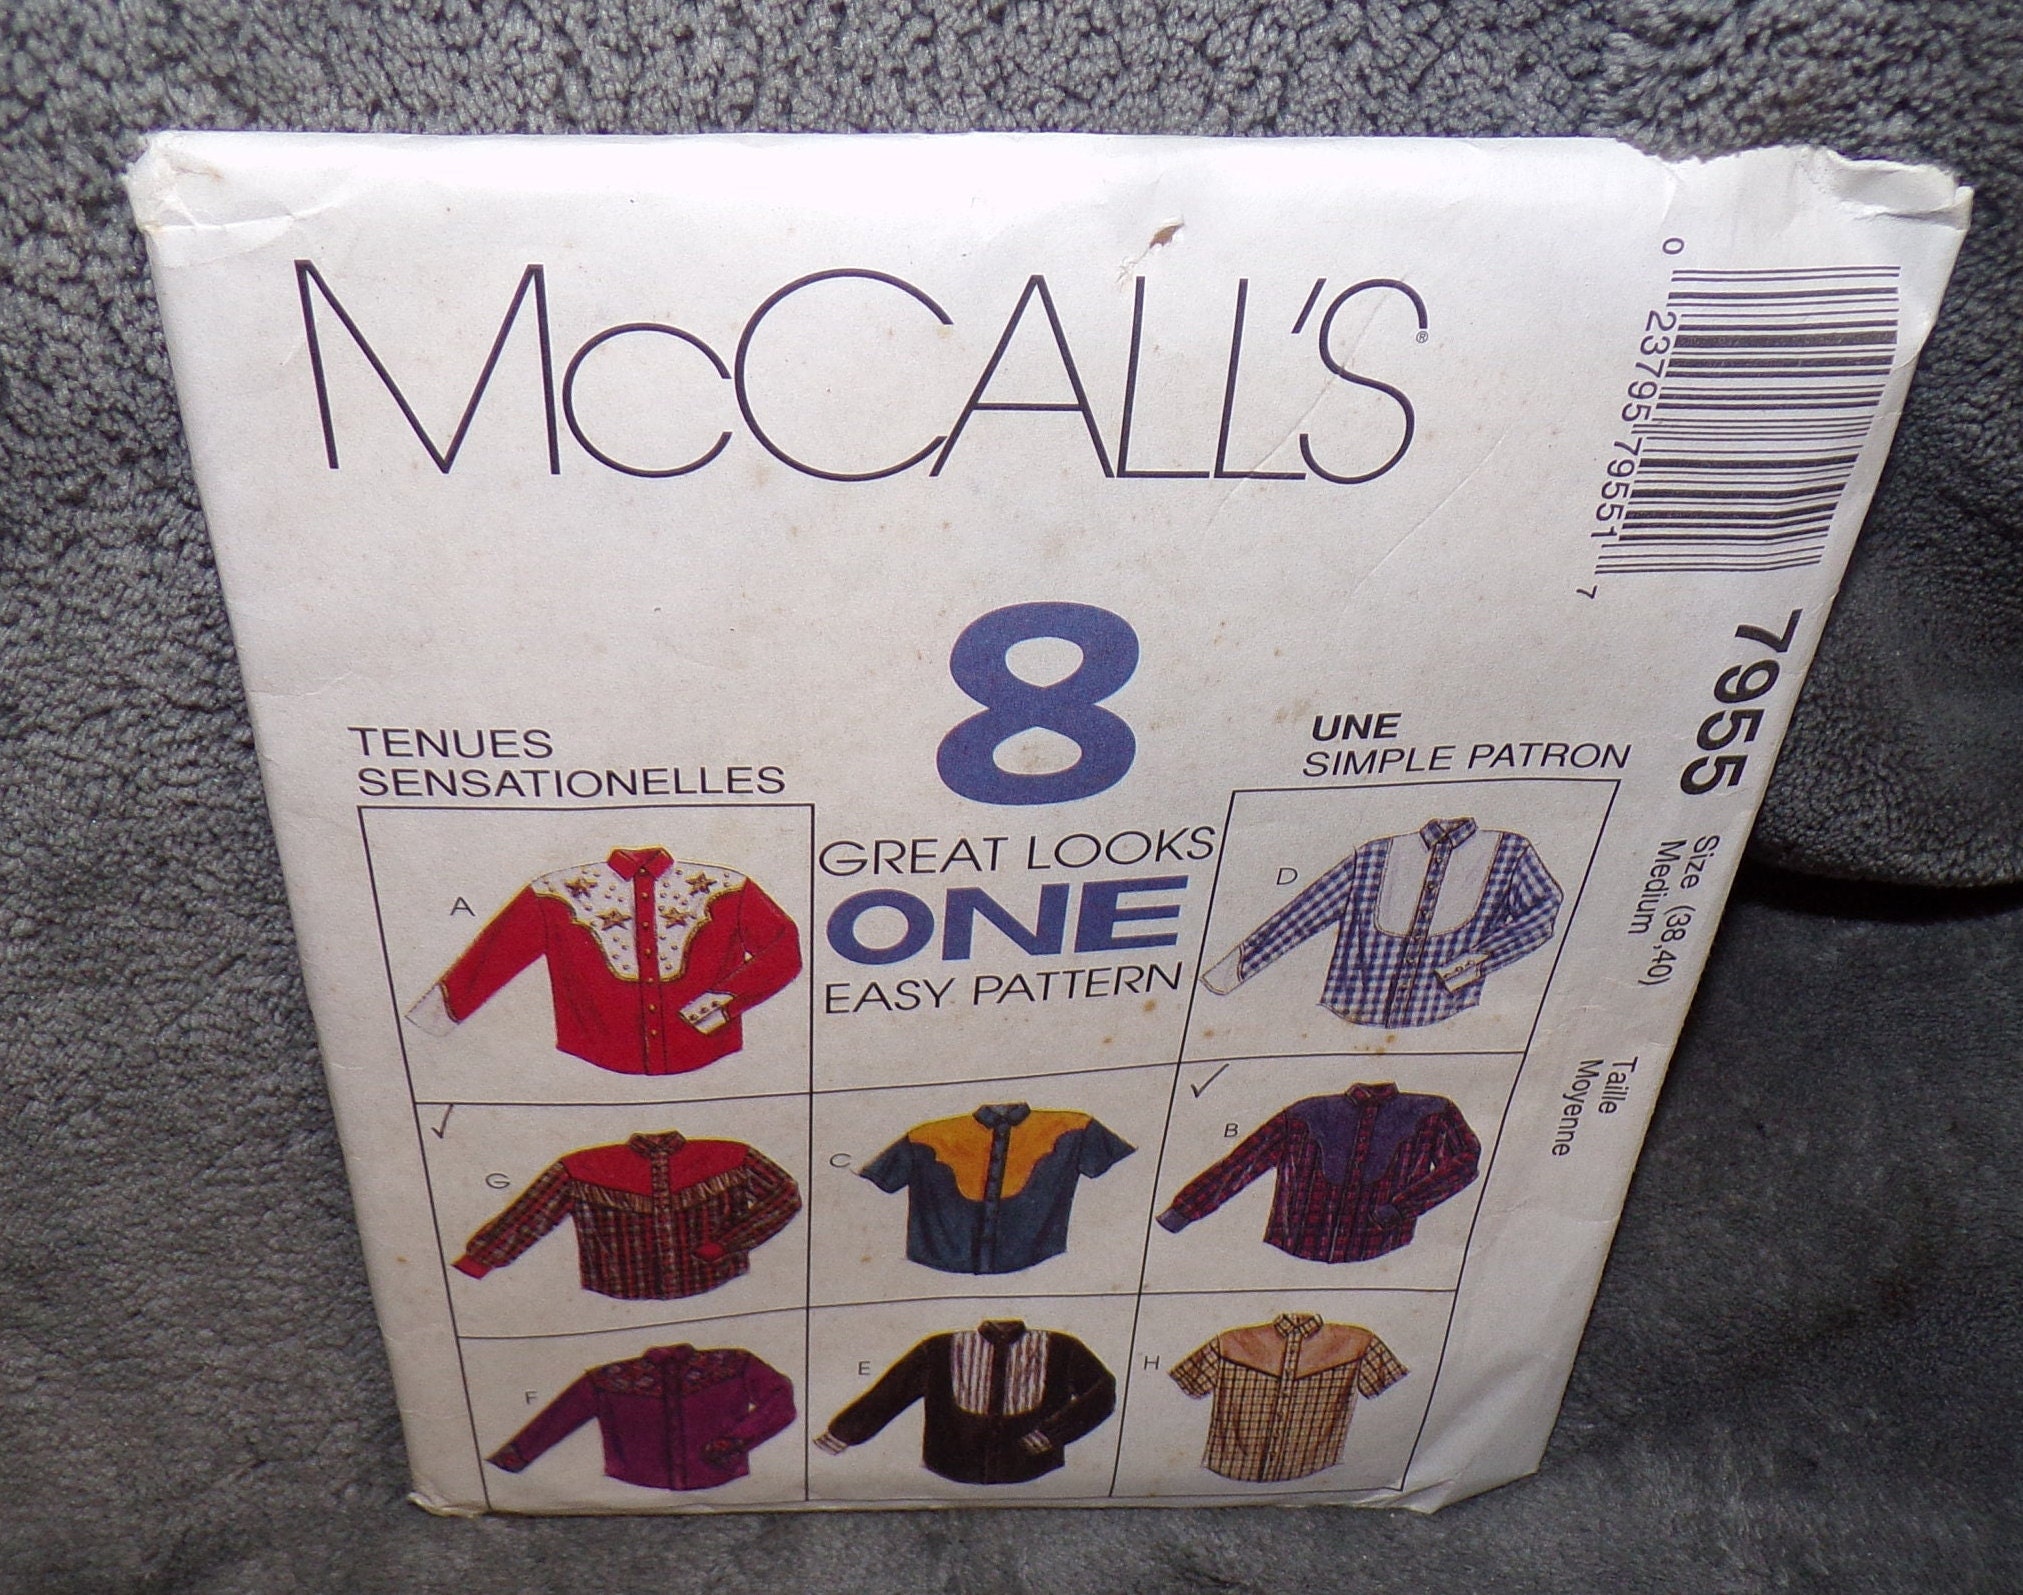 McCALL'S®
0 23795 79551 7
7955
Size (38,40)
Medium
Taille
Moyenne
TENUES
SENSATIONELLES
8
UNE
SIMPLE PATRON
GREAT LOOKS
ONE
EASY PATTERN
A
D
G
C
B
F
E
H